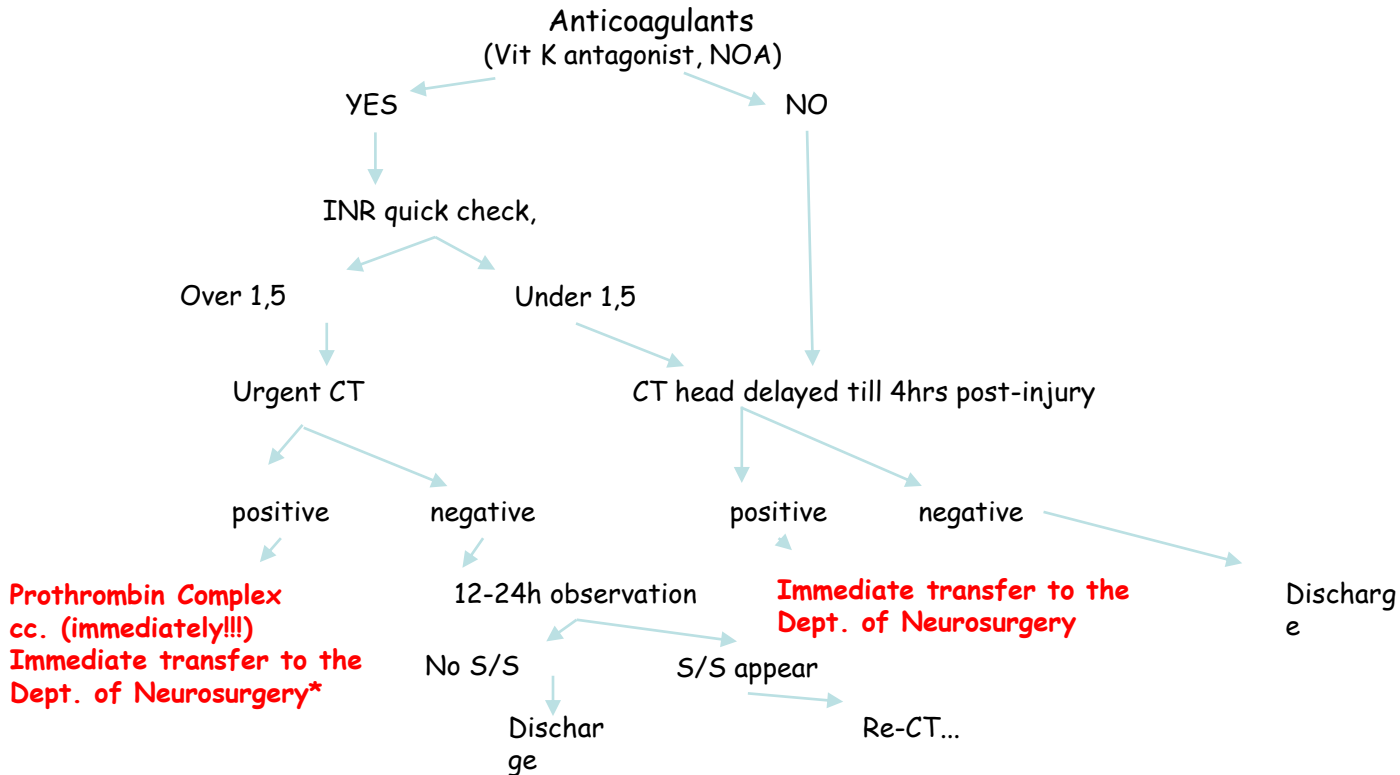 Anticoagulants
(Vit K antagonist, NOA)
YES
NO
INR quick check,
Over 1,5
Under 1,5
Urgent CT
CT head delayed till 4hrs post-injury
positive
negative
positive
negative
Prothrombin Complex
cc. (immediately!!!)
Immediate transfer to the
Dept. of Neurosurgery*
12-24h observation
Immediate transfer to the
Dept. of Neurosurgery
Discharg
e
No S/S
S/S appear
Dischar
ge
Re-CT...